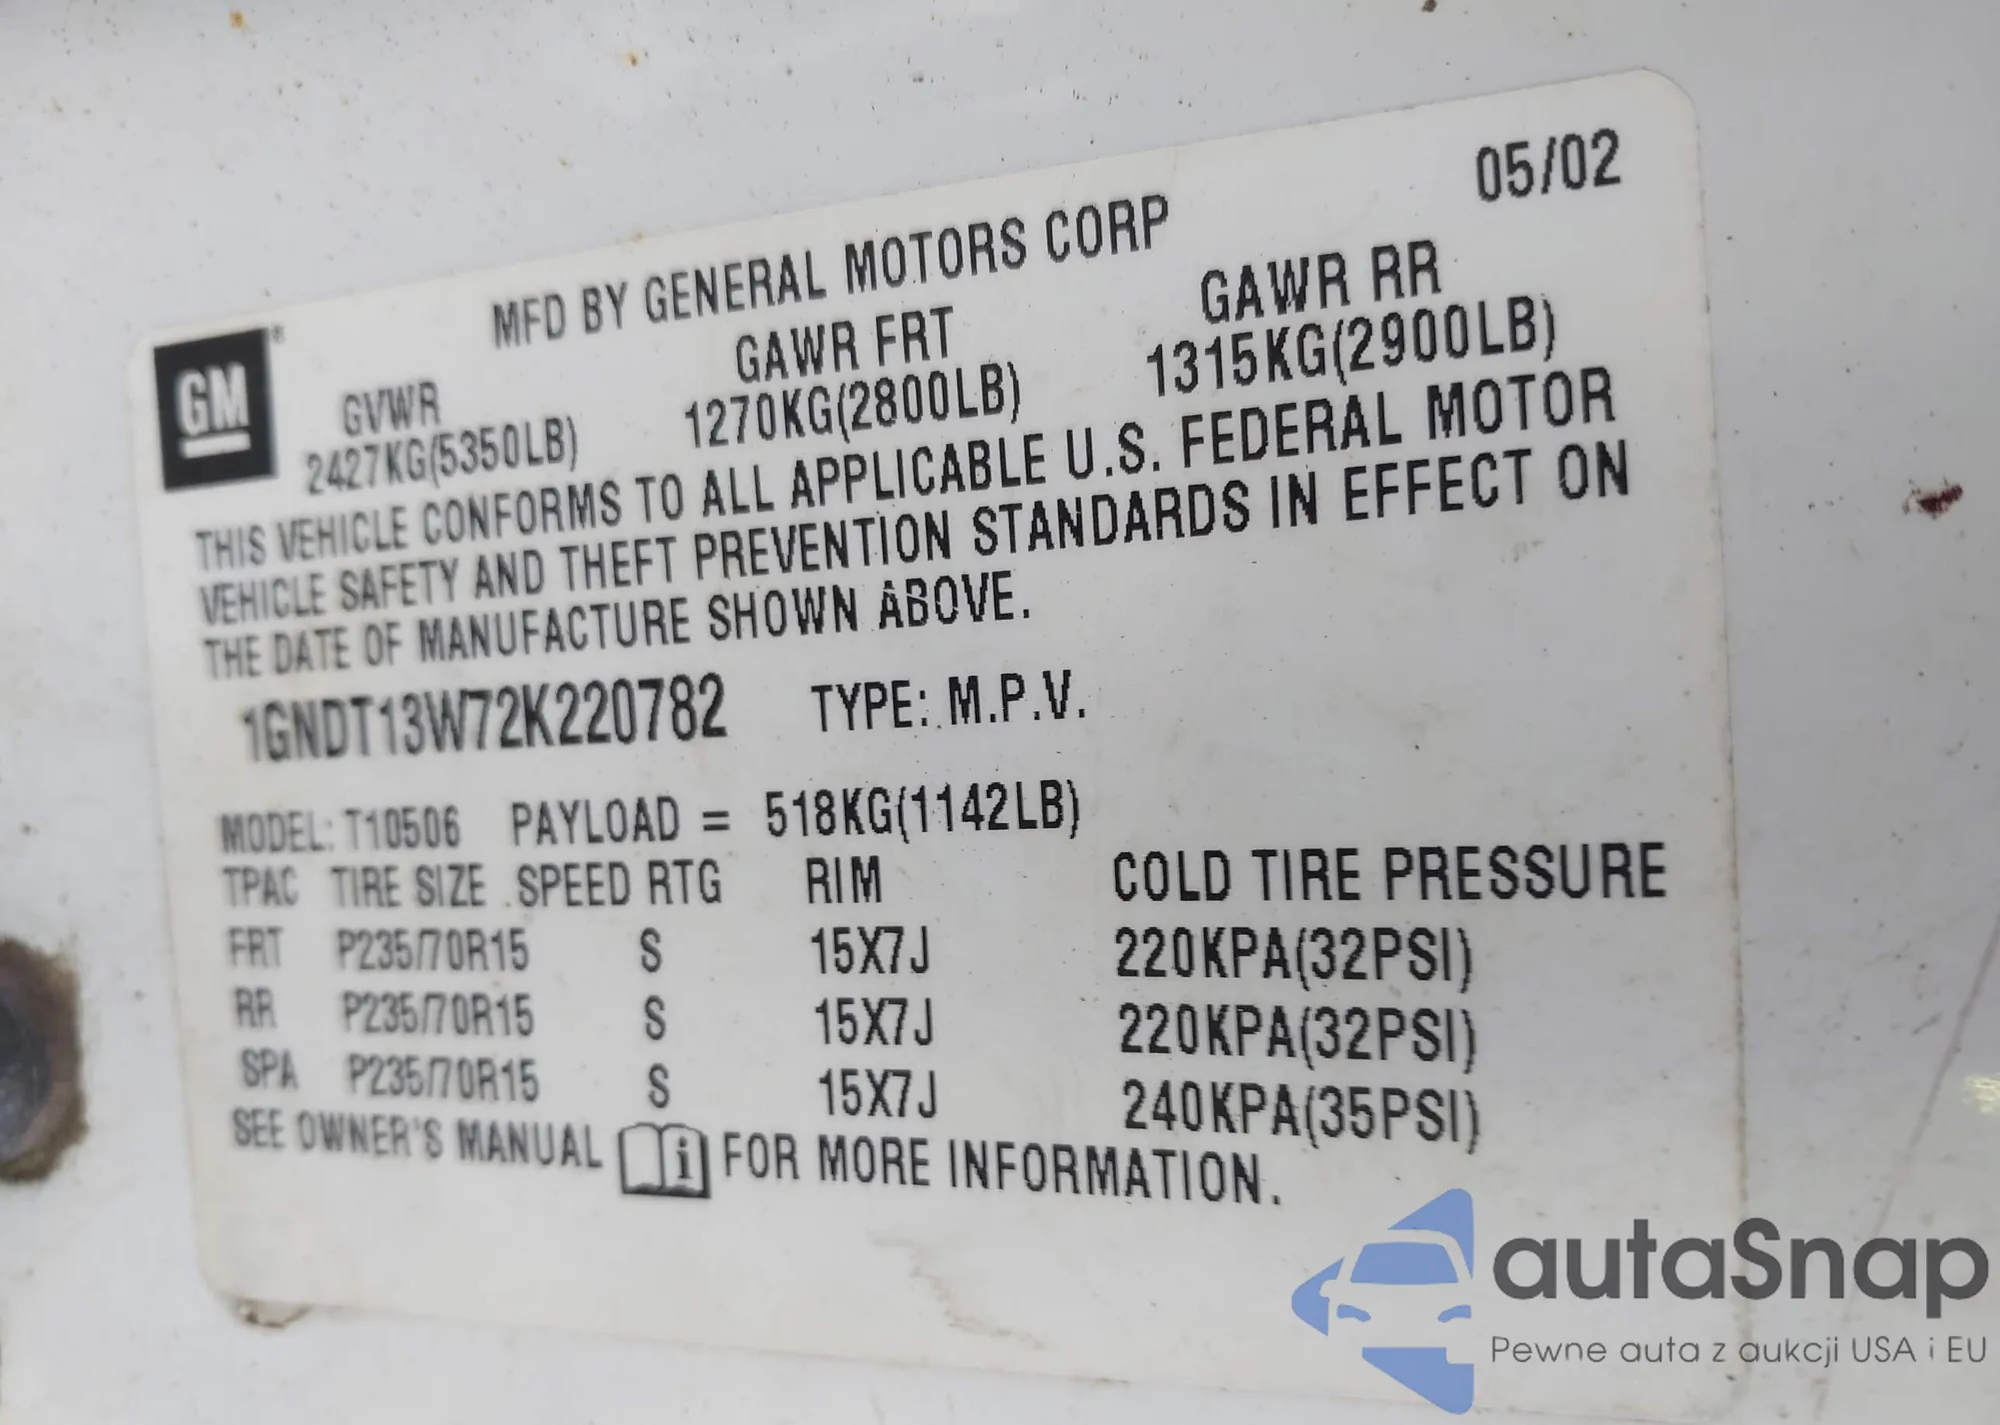 05/02
MFD BY GENERAL MOTORS CORP
GM®
GVWR GAWR FRT GAWR RR
2427KG(5350LB) 1270KG(2800LB) 1315KG(2900LB)
THIS VEHICLE CONFORMS TO ALL APPLICABLE U.S. FEDERAL MOTOR
VEHICLE SAFETY AND THEFT PREVENTION STANDARDS IN EFFECT ON
THE DATE OF MANUFACTURE SHOWN ABOVE.
1GNDT13W72K220782 TYPE: M.P.V.
MODEL: T10506 PAYLOAD = 518KG(1142LB)
TPAC TIRE SIZE SPEED RTG RIM COLD TIRE PRESSURE
FRT P235/70R15 S 15X7J 220KPA(32PSI)
RR P235/70R15 S 15X7J 220KPA(32PSI)
SPA P235/70R15 S 15X7J 240KPA(35PSI)
SEE OWNER'S MANUAL i FOR MORE INFORMATION.
autaSnap
Pewne auta z aukcji USA i EU